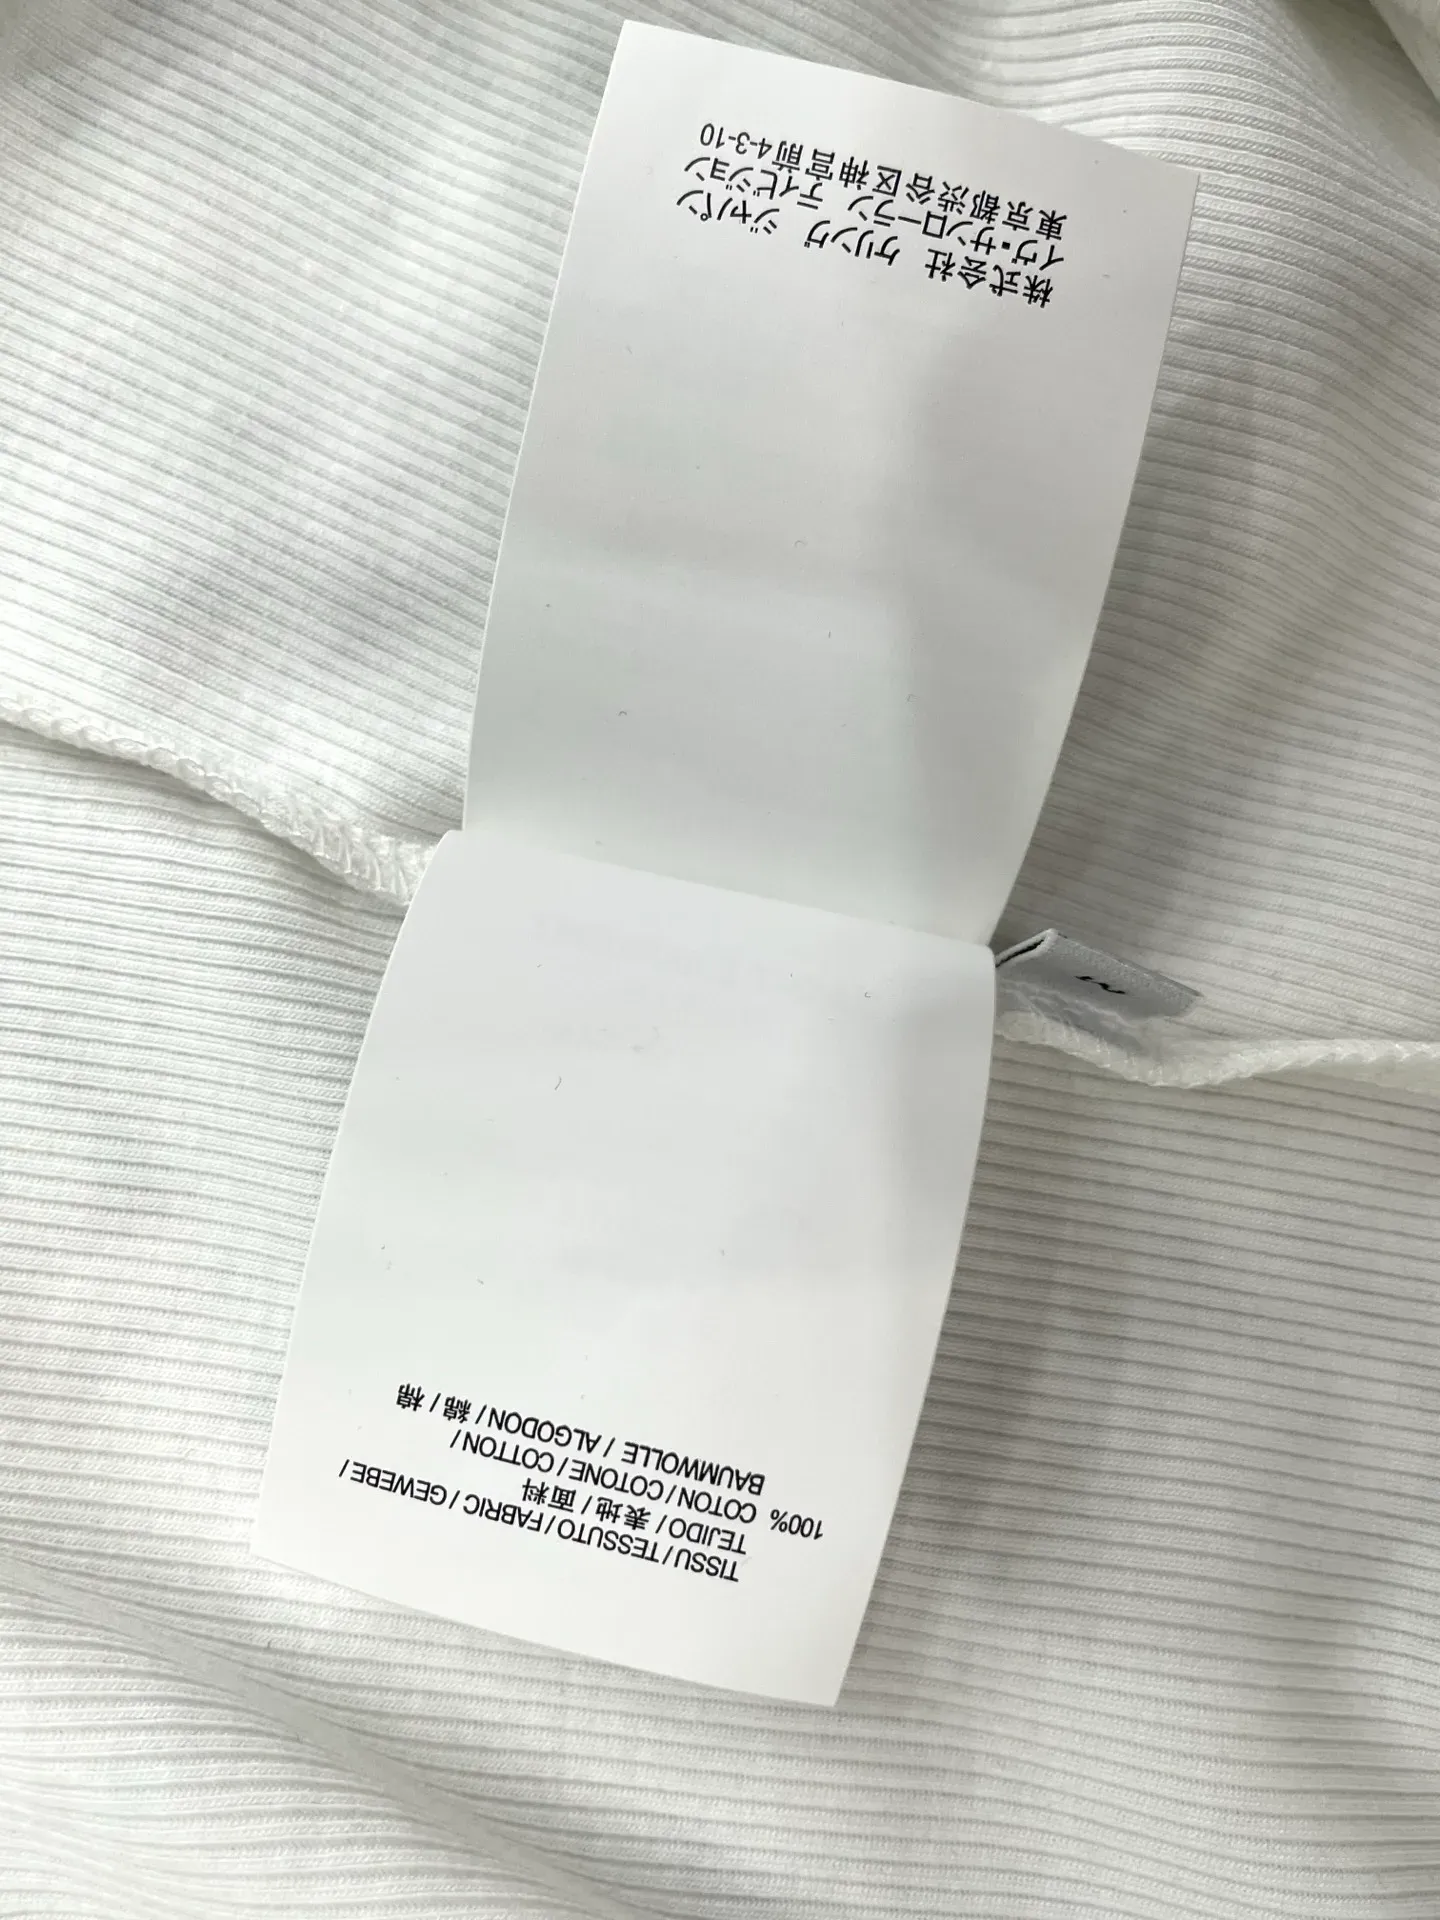 株式会社 ケリング ジャパン
イヴ・サンローラン ディビジョン
東京都渋谷区神宮前4-3-10
TISSU / TESSUTO / FABRIC / GEWEBE /
TEJIDO / 表地 / 面料
100% COTON / COTONE / COTTON /
BAUMWOLLE / ALGODON / 綿 / 棉